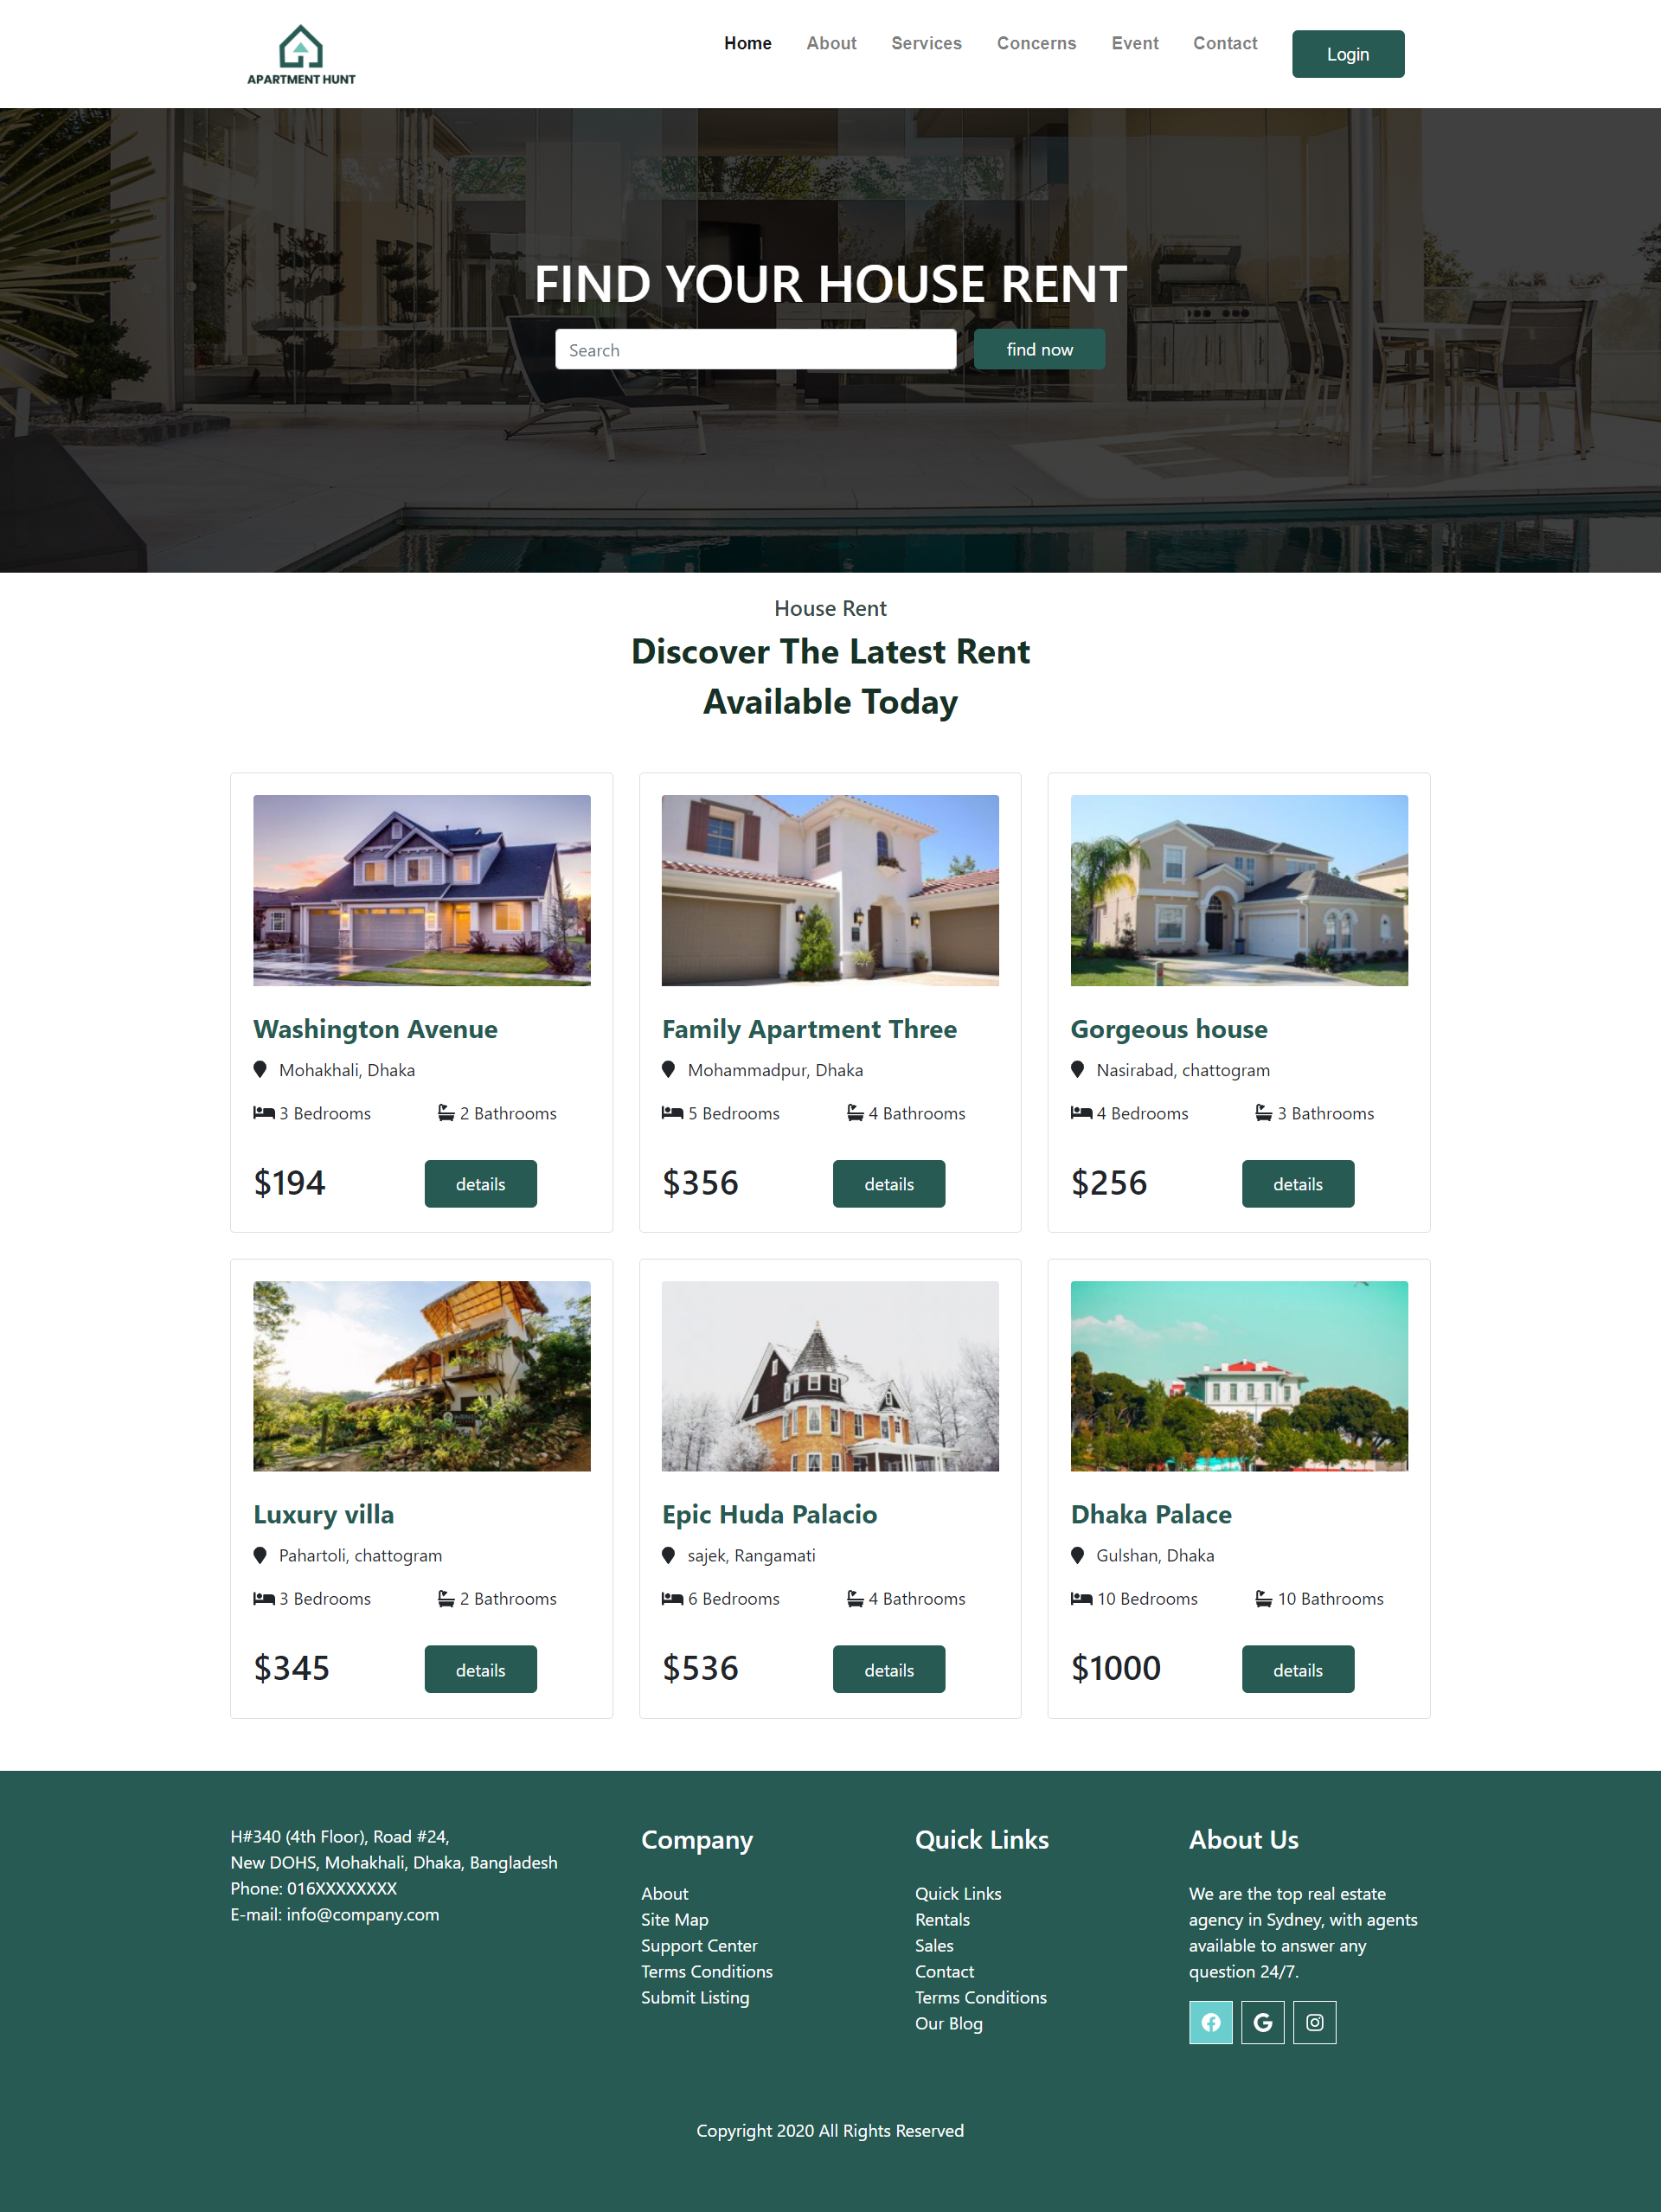 APARTMENT HUNT
Home About Services Concerns Event Contact Login
FIND YOUR HOUSE RENT
Search find now
House Rent
Discover The Latest Rent
Available Today
Washington Avenue
Mohakhali, Dhaka
3 Bedrooms 2 Bathrooms
$194 details
Family Apartment Three
Mohammadpur, Dhaka
5 Bedrooms 4 Bathrooms
$356 details
Gorgeous house
Nasirabad, chattogram
4 Bedrooms 3 Bathrooms
$256 details
Luxury villa
Pahartoli, chattogram
3 Bedrooms 2 Bathrooms
$345 details
Epic Huda Palacio
sajek, Rangamati
6 Bedrooms 4 Bathrooms
$536 details
Dhaka Palace
Gulshan, Dhaka
10 Bedrooms 10 Bathrooms
$1000 details
H#340 (4th Floor), Road #24,
New DOHS, Mohakhali, Dhaka, Bangladesh
Phone: 016XXXXXXXX
E-mail: info@company.com
Company
About
Site Map
Support Center
Terms Conditions
Submit Listing
Quick Links
Quick Links
Rentals
Sales
Contact
Terms Conditions
Our Blog
About Us
We are the top real estate
agency in Sydney, with agents
available to answer any
question 24/7.
Copyright 2020 All Rights Reserved